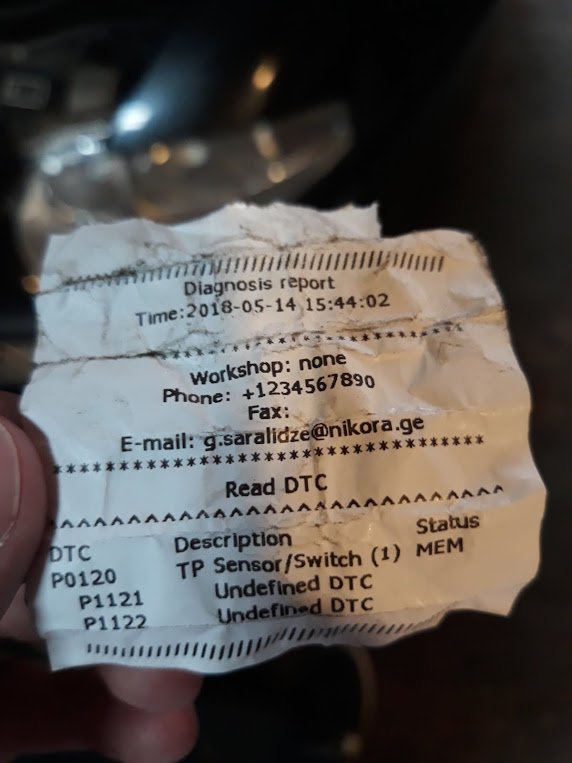 Diagnosis report
Time:2018-05-14 15:44:02
Workshop: none
Phone: +1234567890
Fax:
E-mail: g.saralidze@nikora.ge
*************************************
Read DTC
^^^^^^^^^^^^^^^^^^^^^^^^^^^^^^^^^^^^^
DTC Description Status
P0120 TP Sensor/Switch (1) MEM
P1121 Undefined DTC
P1122 Undefined DTC